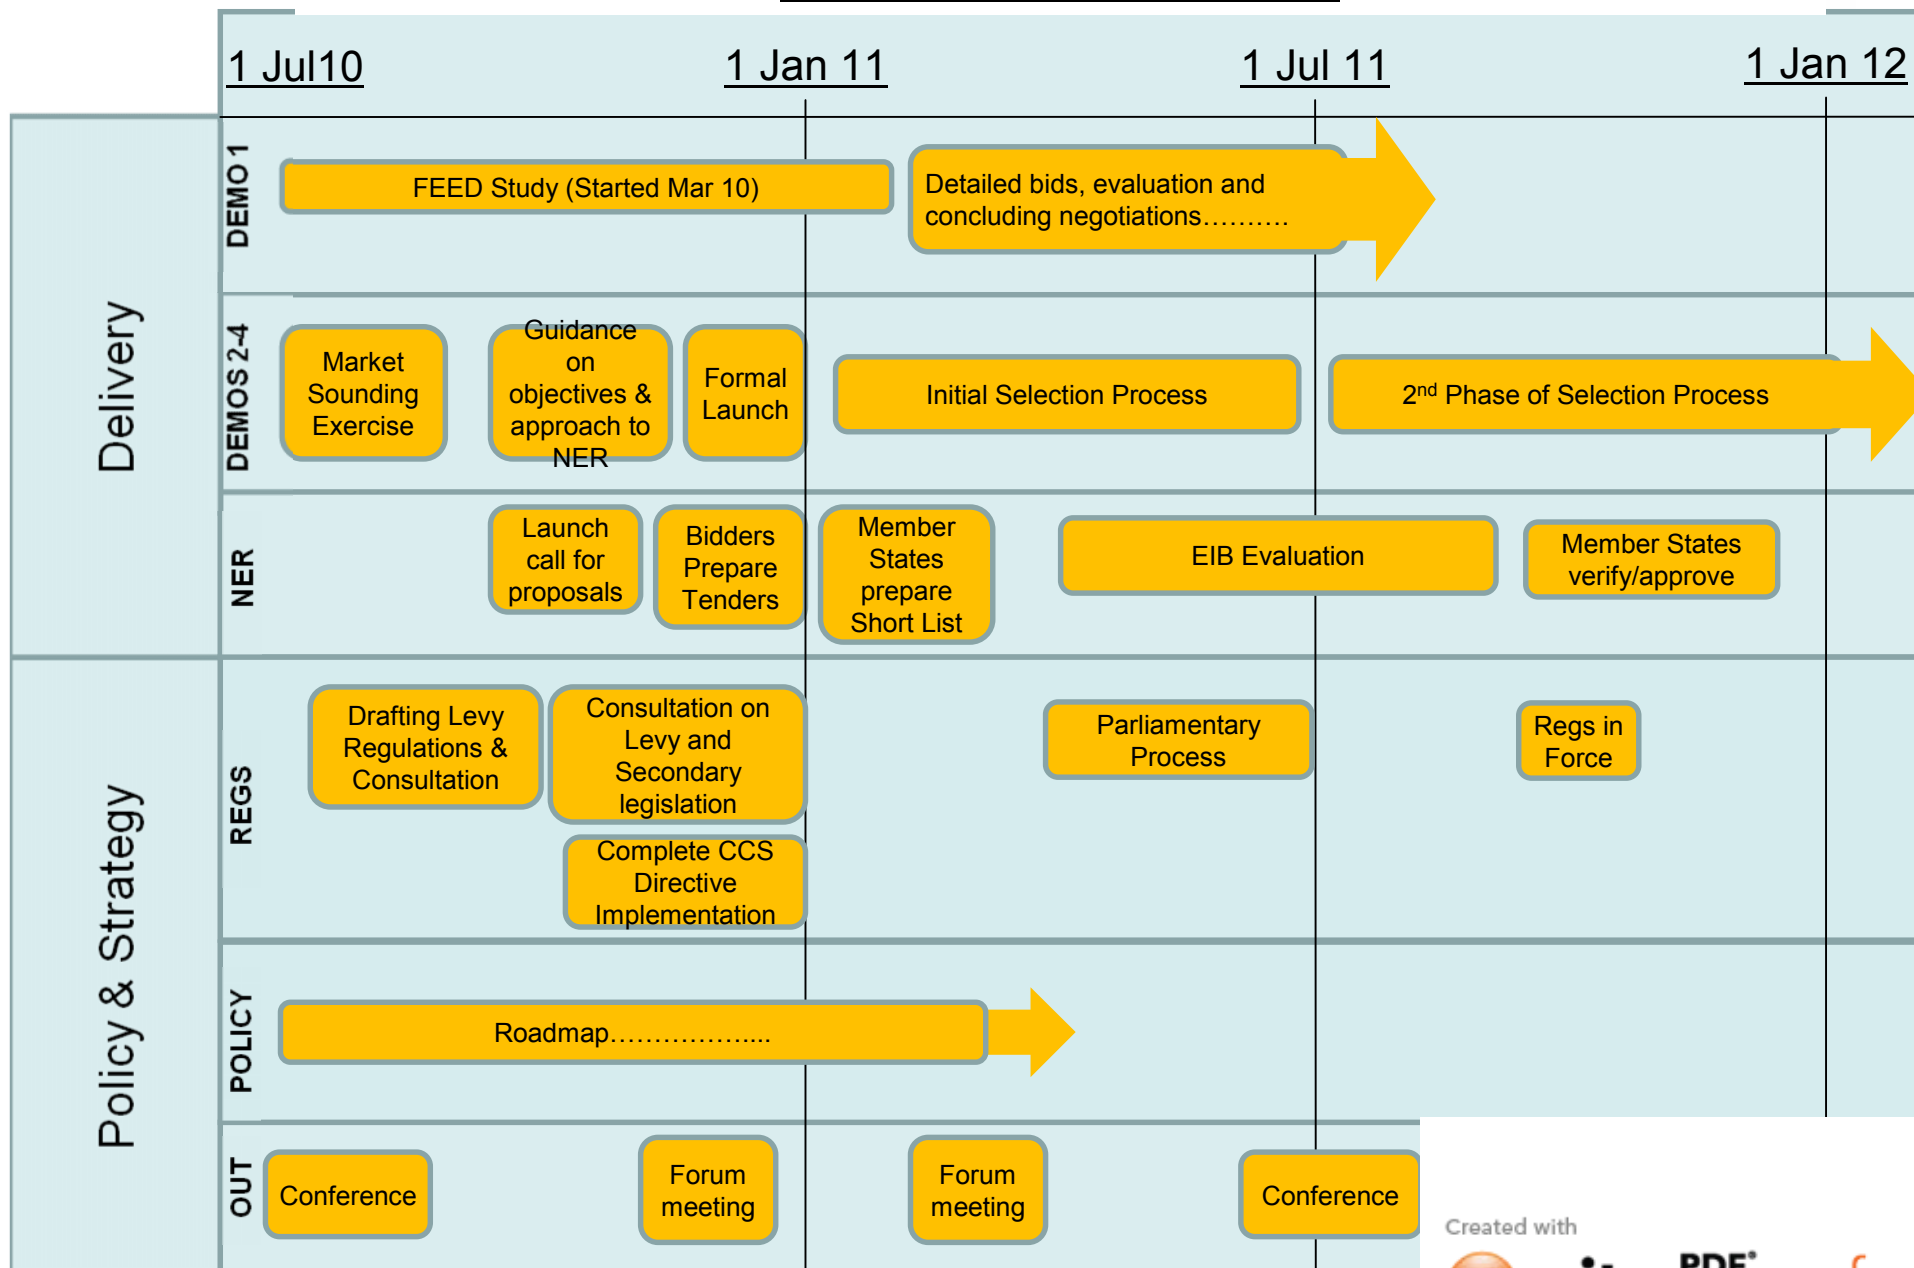 1 Jul10
1 Jan 11
1 Jul 11
1 Jan 12
Delivery
DEMO 1
FEED Study (Started Mar 10)
Detailed bids, evaluation and
concluding negotiations……….
DEMOS 2-4
Market
Sounding
Exercise
Guidance
on
objectives &
approach to
NER
Formal
Launch
Initial Selection Process
2nd Phase of Selection Process
NER
Launch
call for
proposals
Bidders
Prepare
Tenders
Member
States
prepare
Short List
EIB Evaluation
Member States
verify/approve
Policy & Strategy
REGS
Drafting Levy
Regulations &
Consultation
Consultation on
Levy and
Secondary
legislation
Complete CCS
Directive
Implementation
Parliamentary
Process
Regs in
Force
POLICY
Roadmap……………....
OUT
Conference
Forum
meeting
Forum
meeting
Conference
Created with
PDF